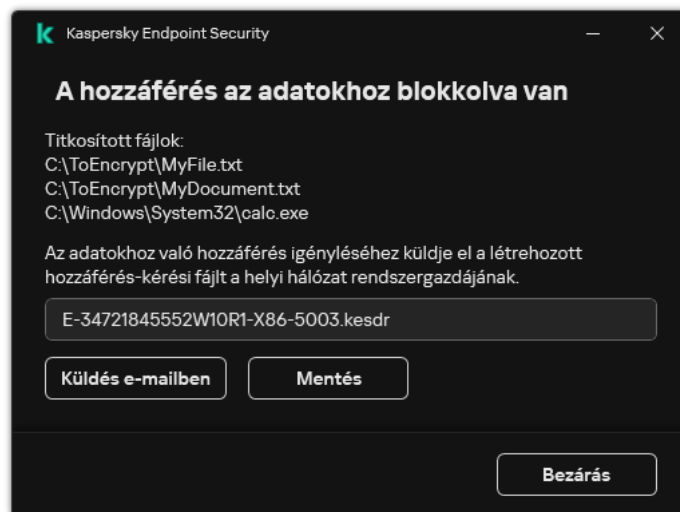 Kaspersky Endpoint Security
A hozzáférés az adatokhoz blokkolva van
Titkosított fájlok:
C:\ToEncrypt\MyFile.txt
C:\ToEncrypt\MyDocument.txt
C:\Windows\System32\calc.exe
Az adatokhoz való hozzáférés igényléséhez küldje el a létrehozott
hozzáférés-kérési fájlt a helyi hálózat rendszergazdájának.
E-34721845552W10R1-X86-5003.kesdr
Küldés e-mailben Mentés
Bezárás